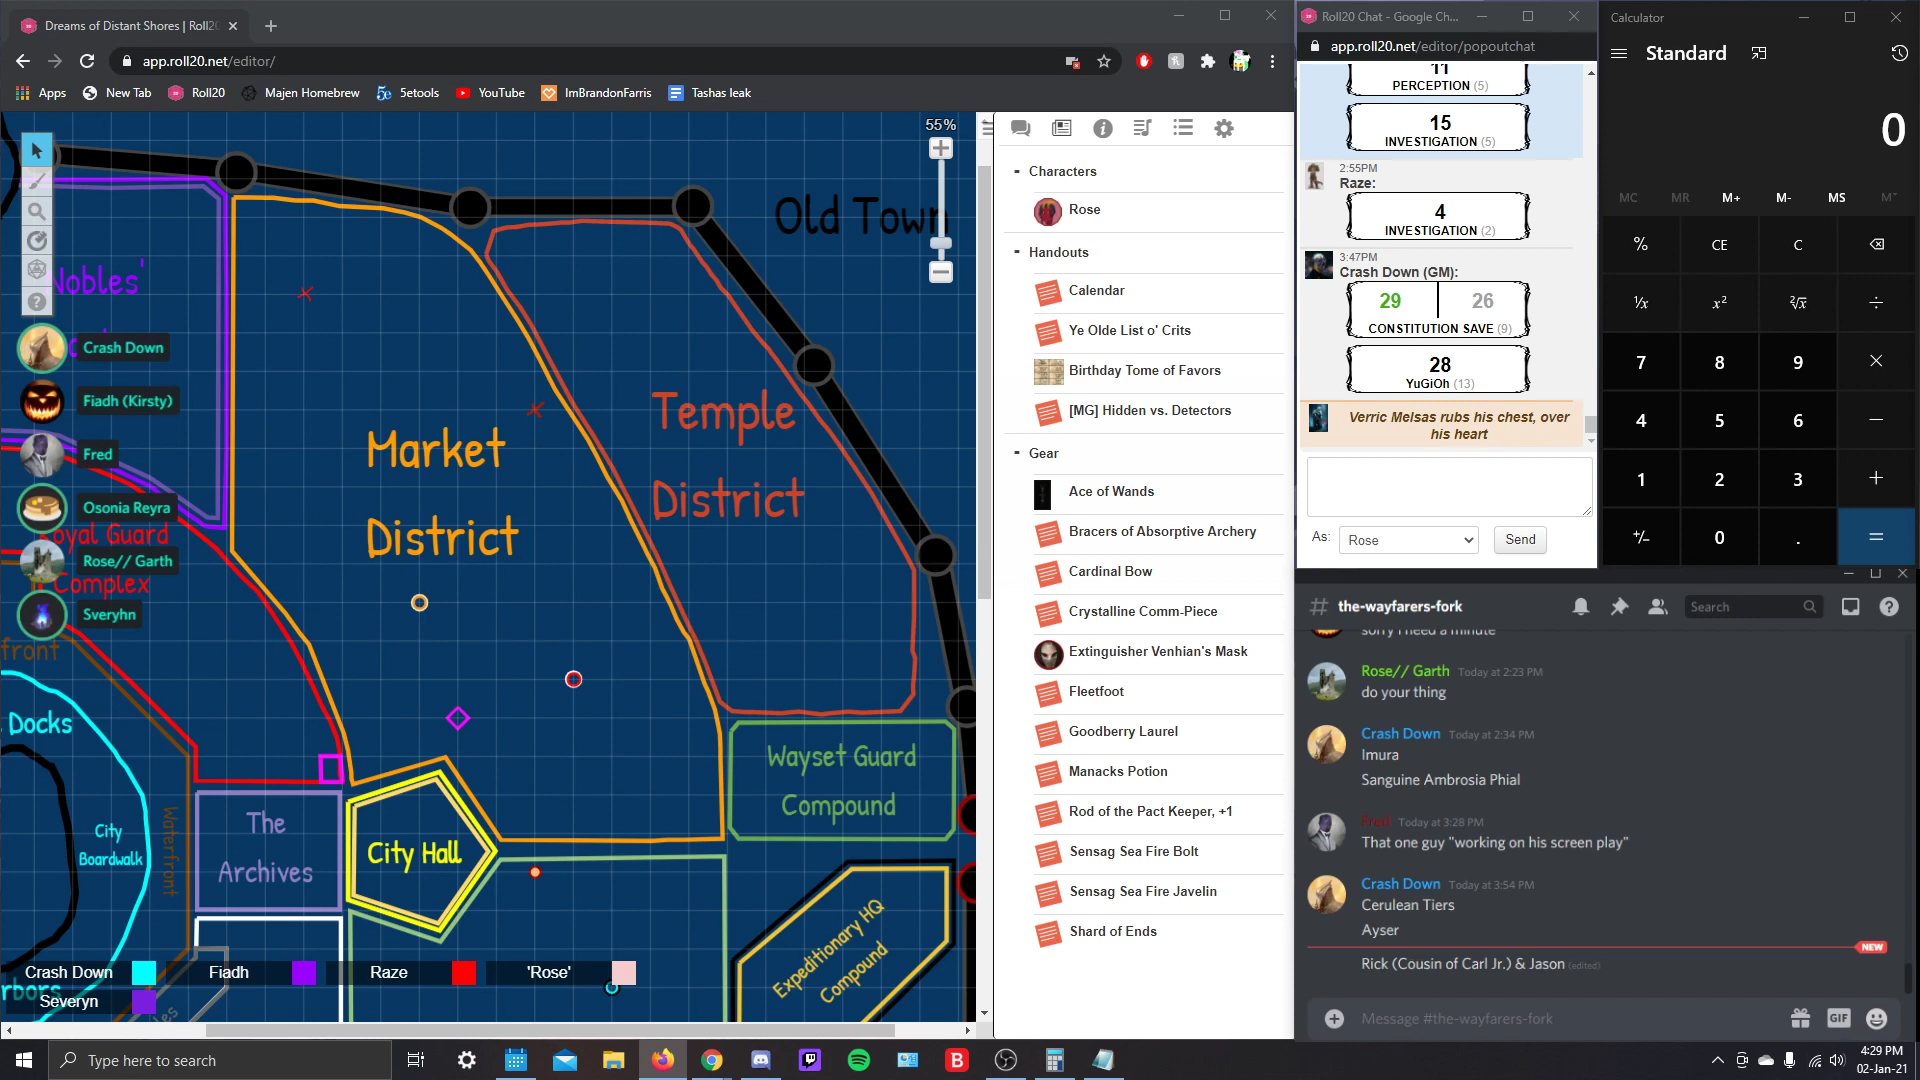 Dreams of Distant Shores | Roll20
app.roll20.net/editor/
Apps
New Tab
Roll20
Majen Homebrew
5etools
YouTube
ImBrandonFarris
Tashas leak
55%
Old Town
Nobles'
Crash Down
Fiadh (Kirsty)
Fred
Osonia Reyra
Royal Guard
Rose// Garth
Complex
Sveryhn
front
Market
District
Temple
District
Docks
City
Boardwalk
Waterfront
The
Archives
City Hall
Wayset Guard
Compound
Expeditionary HQ
Compound
Crash Down
Fiadh
Raze
'Rose'
Severyn
rbors
Characters
Rose
Handouts
Calendar
Ye Olde List o' Crits
Birthday Tome of Favors
[MG] Hidden vs. Detectors
Gear
Ace of Wands
Bracers of Absorptive Archery
Cardinal Bow
Crystalline Comm-Piece
Extinguisher Venhian's Mask
Fleetfoot
Goodberry Laurel
Manacks Potion
Rod of the Pact Keeper, +1
Sensag Sea Fire Bolt
Sensag Sea Fire Javelin
Shard of Ends
Roll20 Chat - Google Ch...
app.roll20.net/editor/popoutchat
11
PERCEPTION (5)
15
INVESTIGATION (5)
2:55PM
Raze:
4
INVESTIGATION (2)
3:47PM
Crash Down (GM):
29 26
CONSTITUTION SAVE (9)
28
YuGiOh (13)
Verric Melsas rubs his chest, over
his heart
As: Rose Send
Calculator
Standard
0
MC MR M+ M- MS M˅
% CE C
¹/x x² ²√x ÷
7 8 9 ×
4 5 6 −
1 2 3 +
+/- 0 . =
# the-wayfarers-fork
Search
sorry i need a minute
Rose// Garth Today at 2:23 PM
do your thing
Crash Down Today at 2:34 PM
Imura
Sanguine Ambrosia Phial
Fred Today at 3:28 PM
That one guy "working on his screen play"
Crash Down Today at 3:54 PM
Cerulean Tiers
Ayser
NEW
Rick (Cousin of Carl Jr.) & Jason (edited)
Message #the-wayfarers-fork
GIF
Type here to search
4:29 PM
02-Jan-21